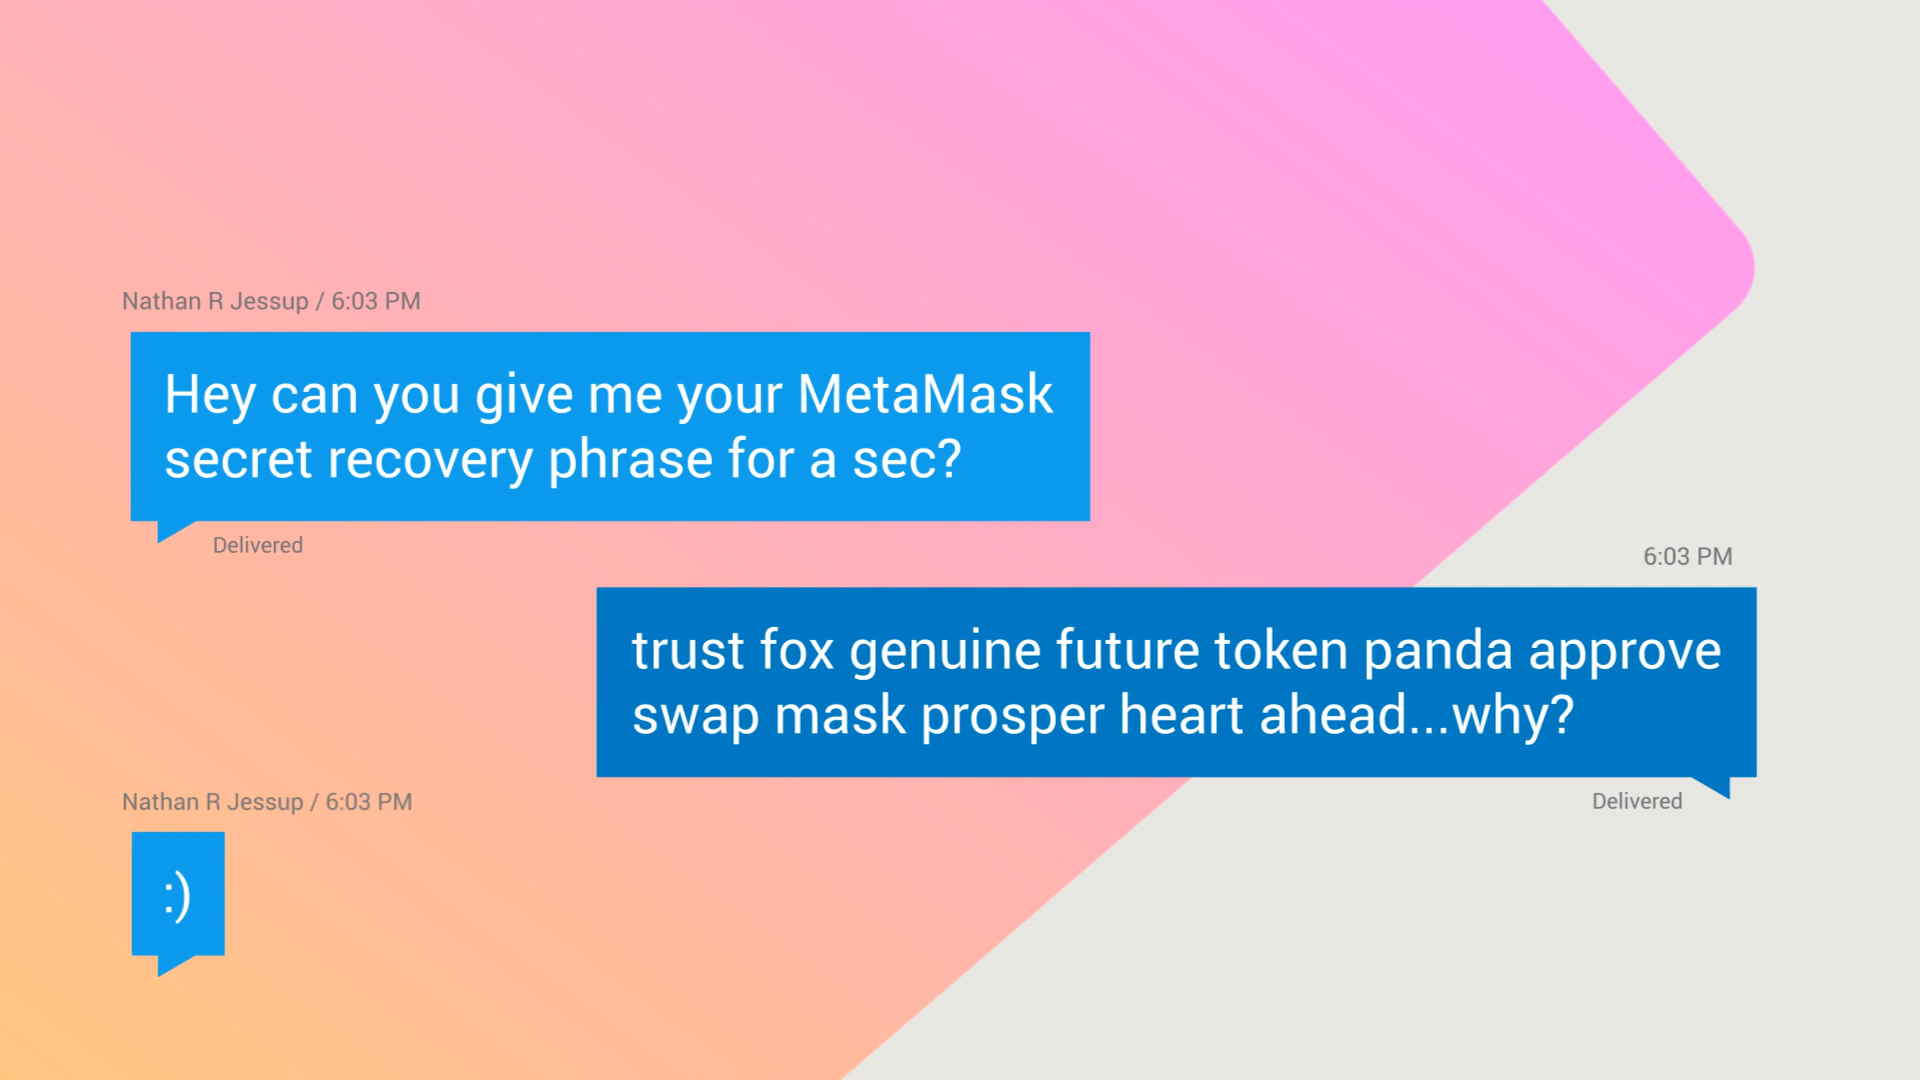 Nathan R Jessup / 6:03 PM
Hey can you give me your MetaMask
secret recovery phrase for a sec?
Delivered
6:03 PM
trust fox genuine future token panda approve
swap mask prosper heart ahead...why?
Delivered
Nathan R Jessup / 6:03 PM
:)